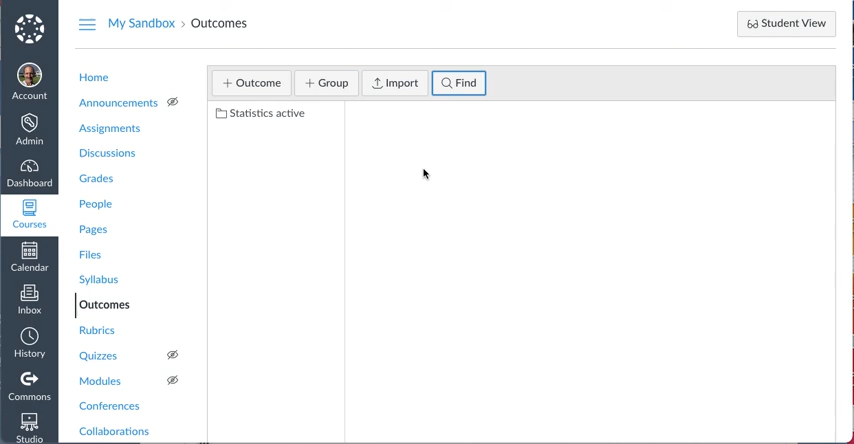 My Sandbox › Outcomes
Student View
Account
Admin
Dashboard
Courses
Calendar
Inbox
History
Commons
Studio
Home
Announcements
Assignments
Discussions
Grades
People
Pages
Files
Syllabus
Outcomes
Rubrics
Quizzes
Modules
Conferences
Collaborations
+ Outcome
+ Group
Import
Find
Statistics active